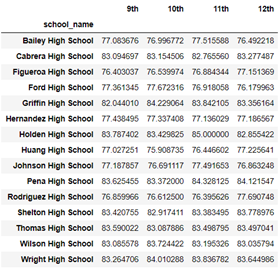 9th 10th 11th 12th
school_name
Bailey High School 77.083676 76.996772 77.515588 76.492218
Cabrera High School 83.094697 83.154506 82.765560 83.277487
Figueroa High School 76.403037 76.539974 76.884344 77.151369
Ford High School 77.361345 77.672316 76.918058 76.179963
Griffin High School 82.044010 84.229064 83.842105 83.356164
Hernandez High School 77.438495 77.337408 77.136029 77.186567
Holden High School 83.787402 83.429825 85.000000 82.855422
Huang High School 77.027251 75.908735 76.446602 77.225641
Johnson High School 77.187857 76.691117 77.491653 76.863248
Pena High School 83.625455 83.372000 84.328125 84.121547
Rodriguez High School 76.859966 76.612500 76.395626 77.690748
Shelton High School 83.420755 82.917411 83.383495 83.778976
Thomas High School 83.590022 83.087886 83.498795 83.497041
Wilson High School 83.085578 83.724422 83.195326 83.035794
Wright High School 83.264706 84.010288 83.836782 83.644986